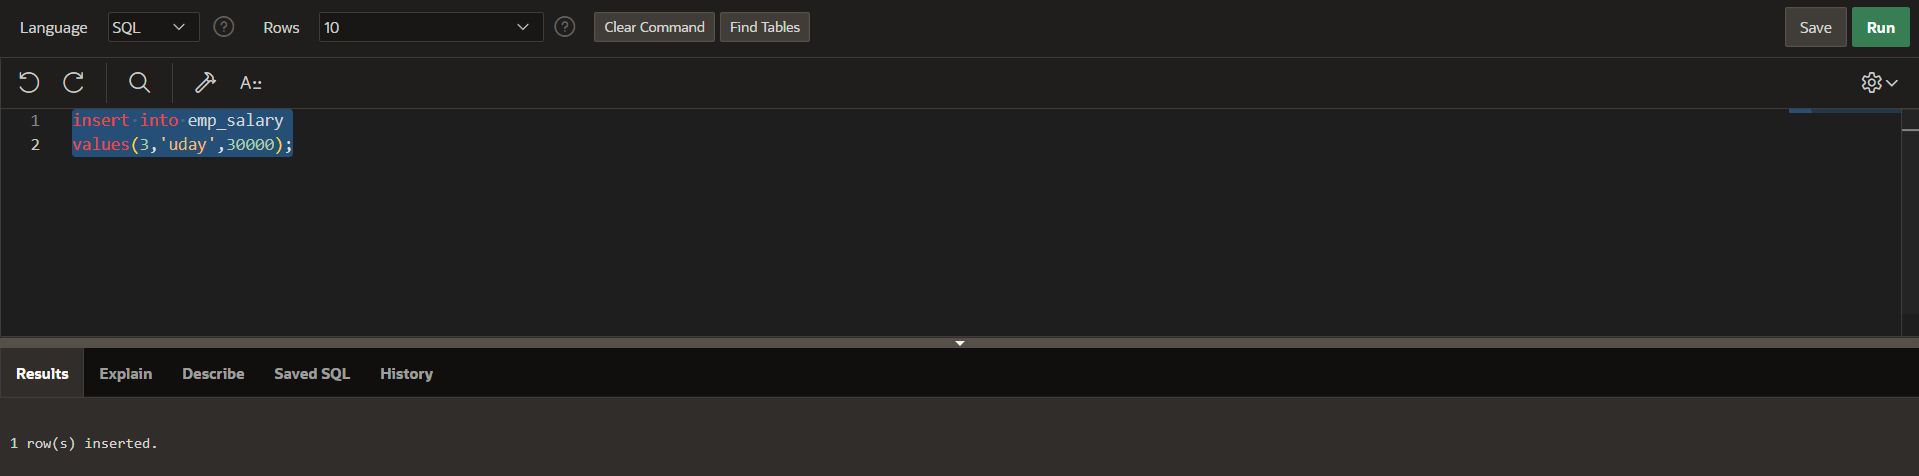 Language SQL ? Rows 10 ? Clear Command Find Tables Save Run
A::
1 insert into emp_salary
2 values(3,'uday',30000);
Results Explain Describe Saved SQL History
1 row(s) inserted.